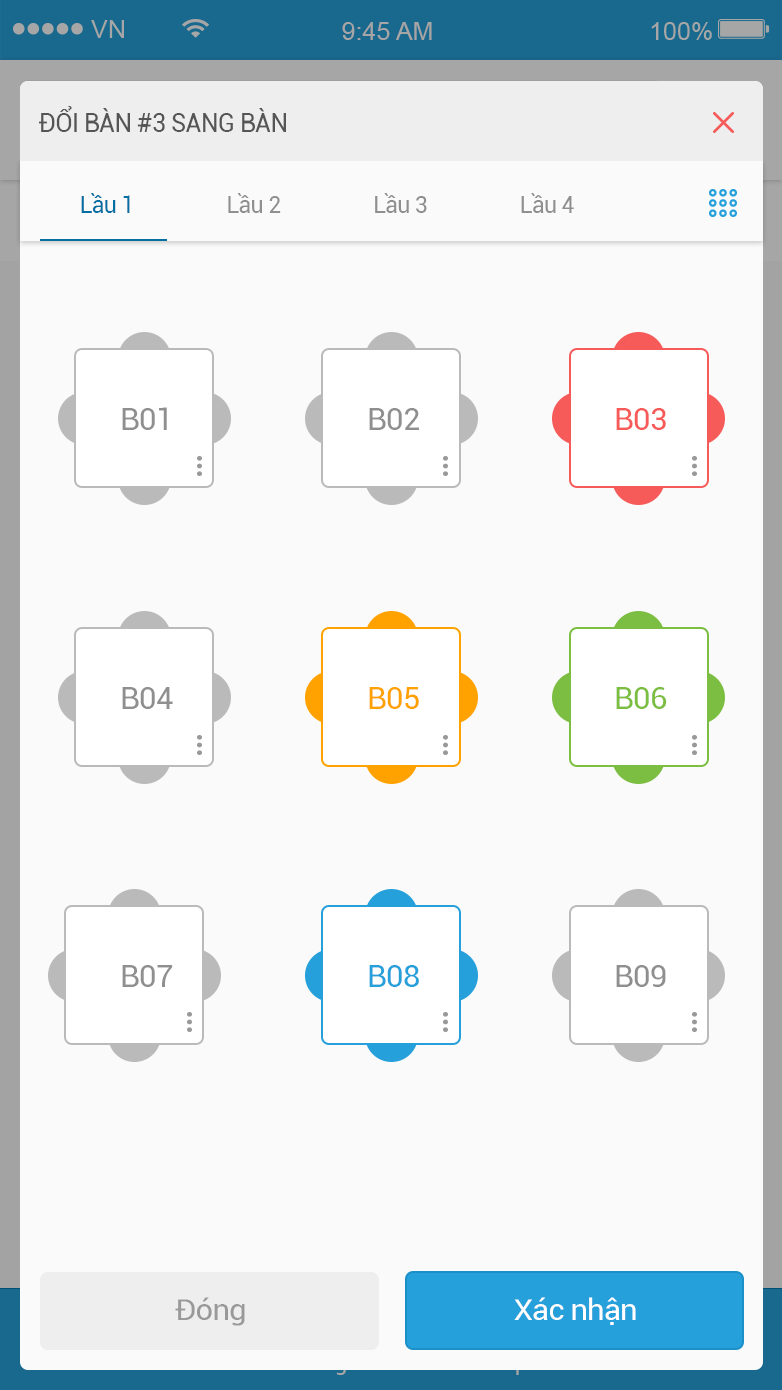 VN 9:45 AM 100%
ĐỔI BÀN #3 SANG BÀN
Lầu 1 Lầu 2 Lầu 3 Lầu 4
B01 B02 B03
B04 B05 B06
B07 B08 B09
Đóng Xác nhận